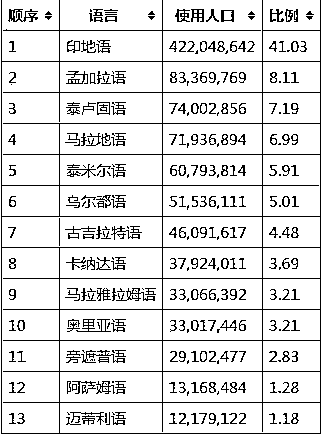 顺序 语言 使用人口 比例
1 印地语 422,048,642 41.03
2 孟加拉语 83,369,769 8.11
3 泰卢固语 74,002,856 7.19
4 马拉地语 71,936,894 6.99
5 泰米尔语 60,793,814 5.91
6 乌尔都语 51,536,111 5.01
7 古吉拉特语 46,091,617 4.48
8 卡纳达语 37,924,011 3.69
9 马拉雅拉姆语 33,066,392 3.21
10 奥里亚语 33,017,446 3.21
11 旁遮普语 29,102,477 2.83
12 阿萨姆语 13,168,484 1.28
13 迈蒂利语 12,179,122 1.18